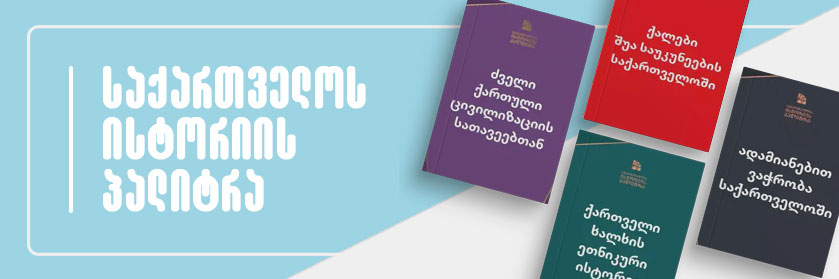 საქართველოს
ისტორიის
პალიტრა
ძველი
ქართული
ცივილიზაციის
სათავეებთან
ქალები
შუა საუკუნეების
საქართველოში
ქართველი
ხალხის
ეთნიკური
ადამიანებით
ვაჭრობა
საქართველოში